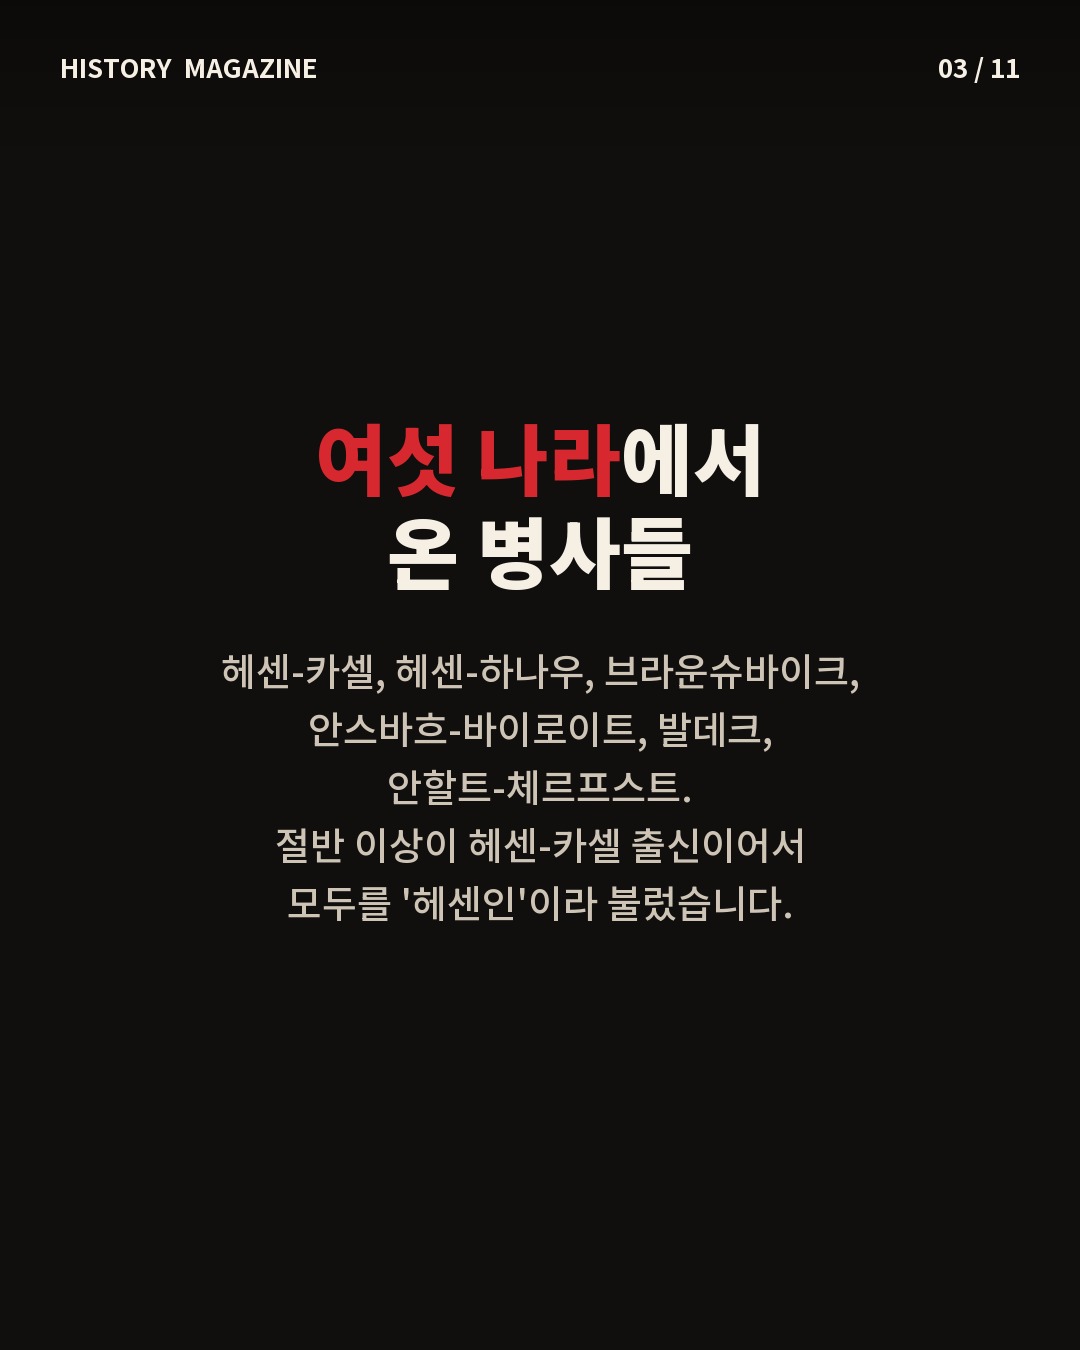 HISTORY MAGAZINE
03 / 11
여섯 나라에서
온 병사들
헤센-카셀, 헤센-하나우, 브라운슈바이크,
안스바흐-바이로이트, 발데크,
안할트-체르프스트.
절반 이상이 헤센-카셀 출신이어서
모두를 '헤센인'이라 불렀습니다.